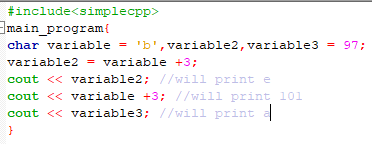 #include<simplecpp>
main_program{
char variable = 'b',variable2,variable3 = 97;
variable2 = variable +3;
cout << variable2; //will print e
cout << variable +3; //will print 101
cout << variable3; //will print a
}